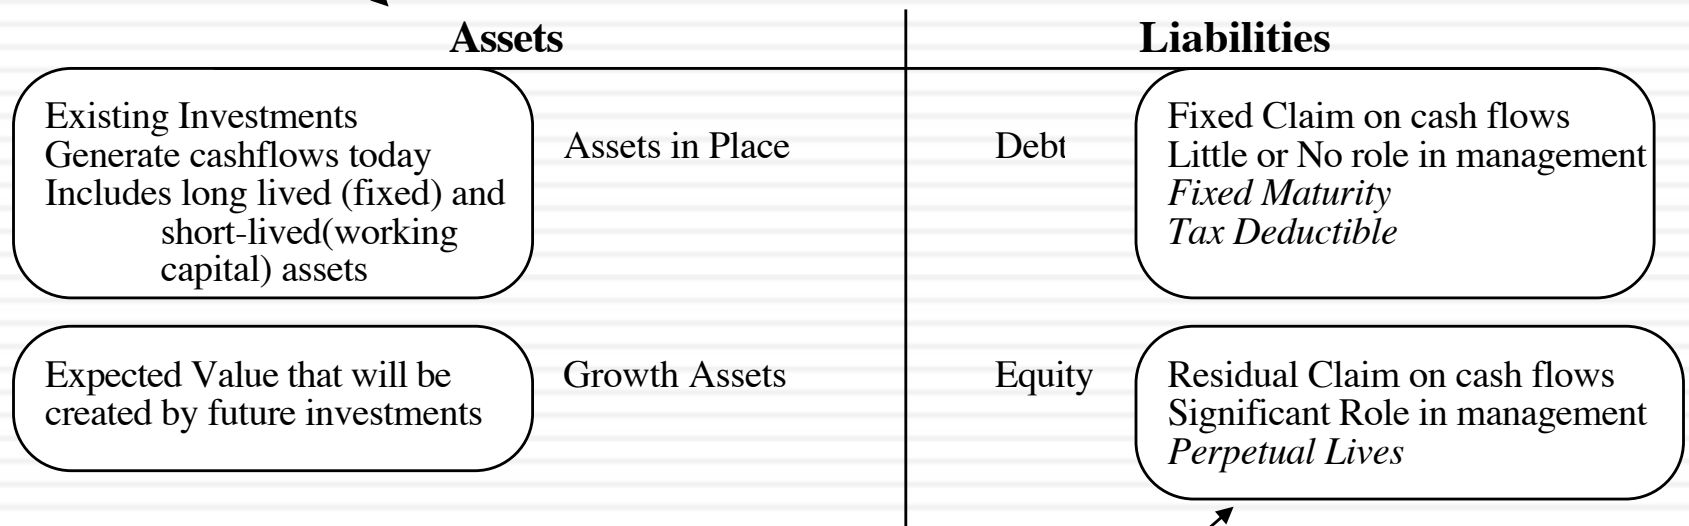 Assets
Liabilities
Existing Investments
Generate cashflows today
Includes long lived (fixed) and
short-lived(working
capital) assets
Assets in Place
Debt
Fixed Claim on cash flows
Little or No role in management
Fixed Maturity
Tax Deductible
Expected Value that will be
created by future investments
Growth Assets
Equity
Residual Claim on cash flows
Significant Role in management
Perpetual Lives